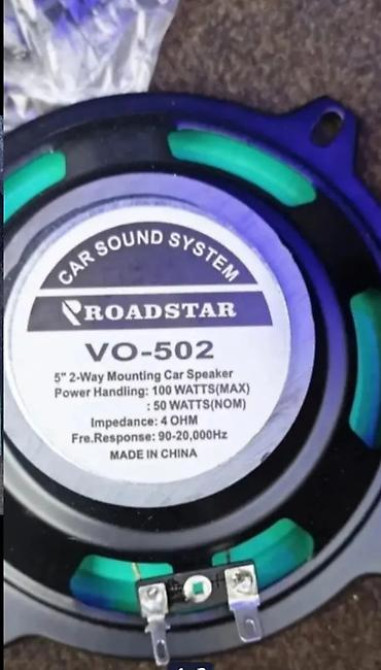 CAR SOUND SYSTEM
ROADSTAR
VO-502
5" 2-Way Mounting Car Speaker
Power Handling: 100 WATTS(MAX)
: 50 WATTS(NOM)
Impedance: 4 OHM
Fre.Response: 90-20,000Hz
MADE IN CHINA